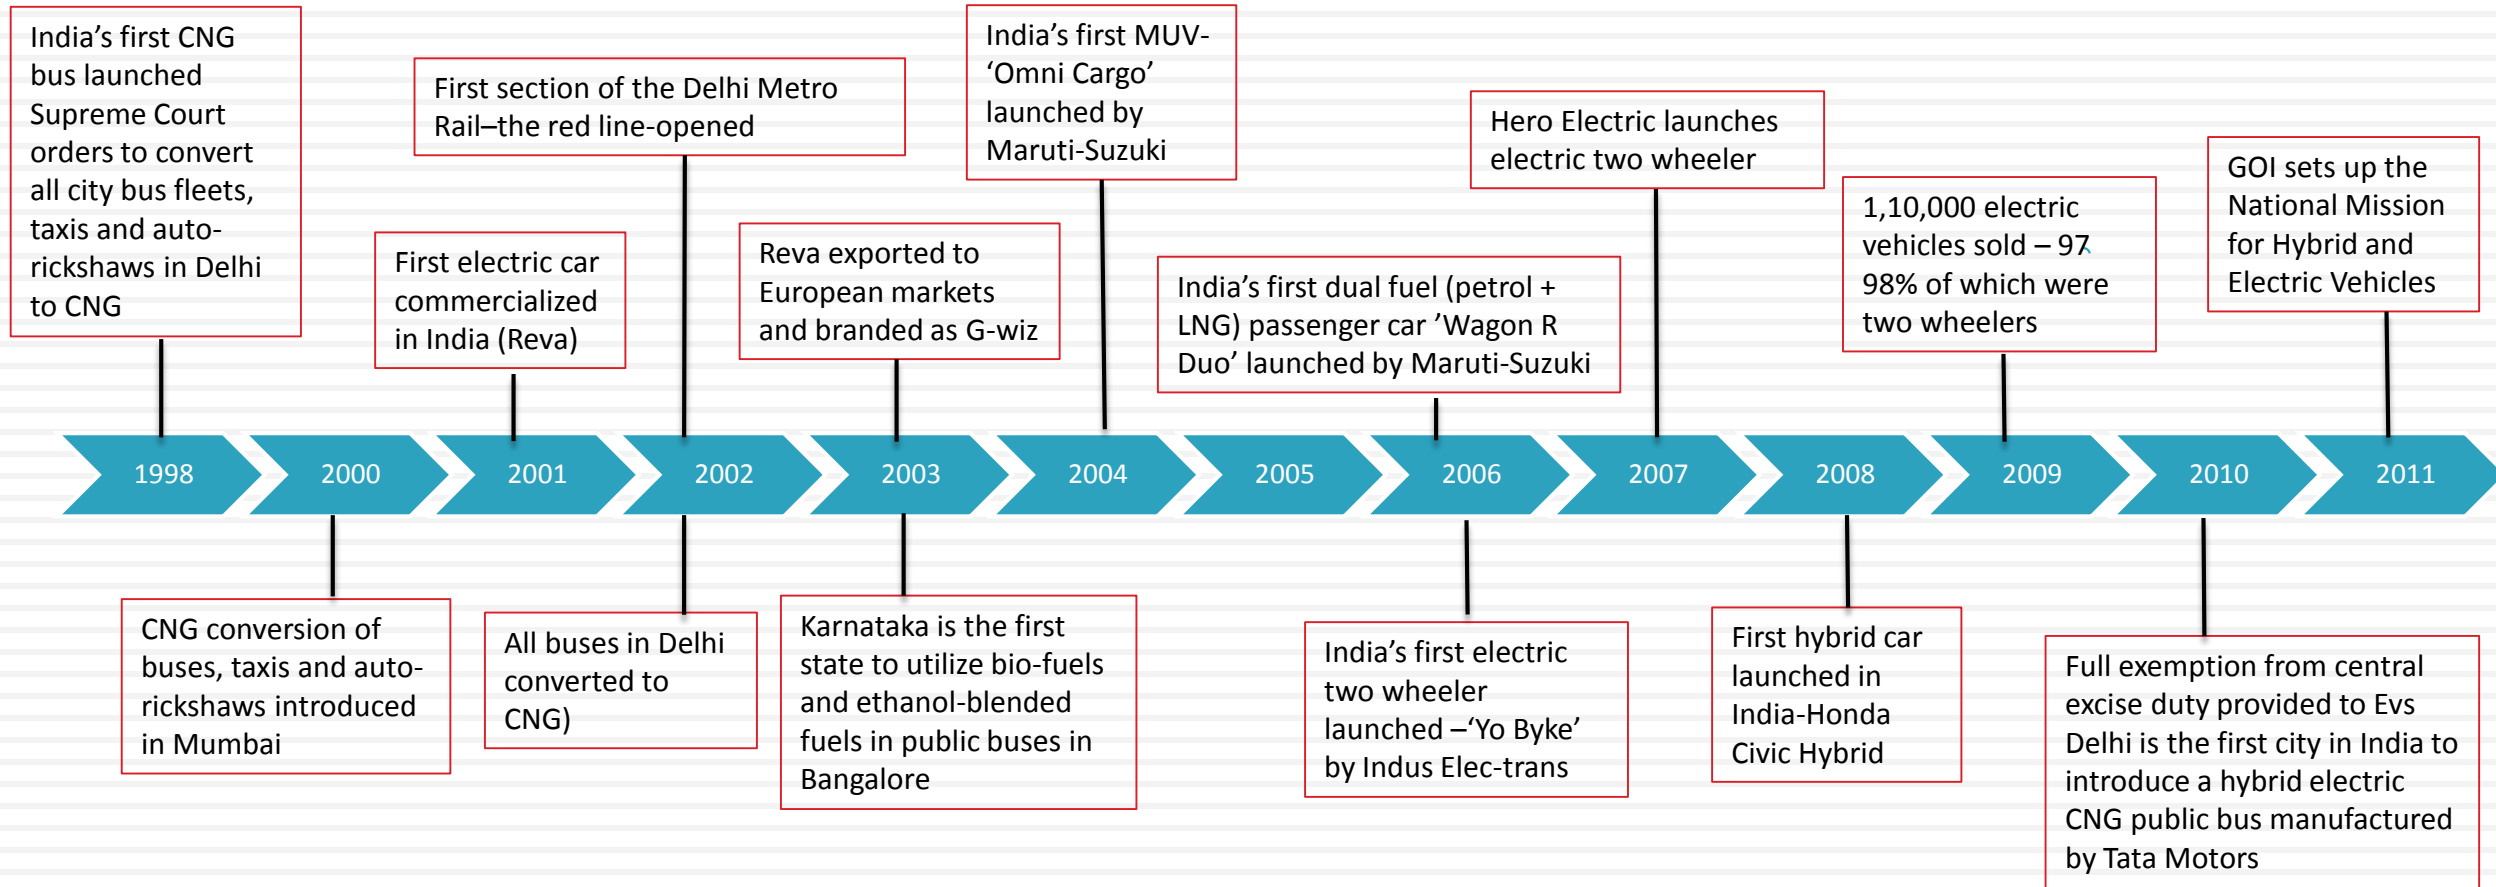 India’s first CNG
bus launched
Supreme Court
orders to convert
all city bus fleets,
taxis and auto-
rickshaws in Delhi
to CNG
First electric car
commercialized
in India (Reva)
First section of the Delhi Metro
Rail–the red line-opened
Reva exported to
European markets
and branded as G-wiz
India’s first MUV-
‘Omni Cargo’
launched by
Maruti-Suzuki
India’s first dual fuel (petrol +
LNG) passenger car ’Wagon R
Duo’ launched by Maruti-Suzuki
Hero Electric launches
electric two wheeler
1,10,000 electric
vehicles sold – 97
98% of which were
two wheelers
GOI sets up the
National Mission
for Hybrid and
Electric Vehicles
1998
2000
2001
2002
2003
2004
2005
2006
2007
2008
2009
2010
2011
CNG conversion of
buses, taxis and auto-
rickshaws introduced
in Mumbai
All buses in Delhi
converted to
CNG)
Karnataka is the first
state to utilize bio-fuels
and ethanol-blended
fuels in public buses in
Bangalore
India’s first electric
two wheeler
launched –‘Yo Byke’
by Indus Elec-trans
First hybrid car
launched in
India-Honda
Civic Hybrid
Full exemption from central
excise duty provided to Evs
Delhi is the first city in India to
introduce a hybrid electric
CNG public bus manufactured
by Tata Motors